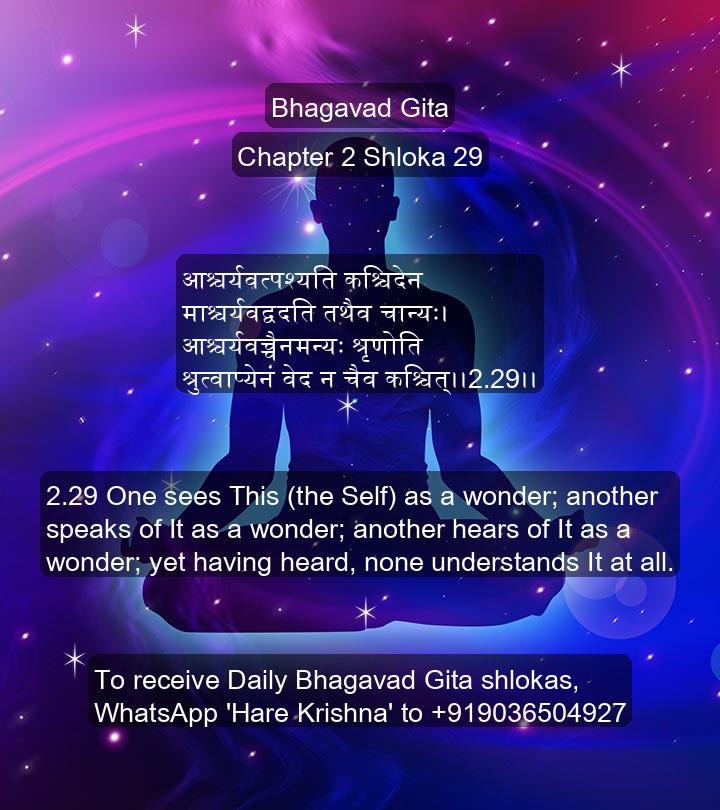 Bhagavad Gita
Chapter 2 Shloka 29
आश्चर्यवत्पश्यति कश्चिदेन
माश्चर्यवद्वदति तथैव चान्यः।
आश्चर्यवच्चैनमन्यः श्रृणोति
श्रुत्वाप्येनं वेद न चैव कश्चित्।।2.29।।
2.29 One sees This (the Self) as a wonder; another
speaks of It as a wonder; another hears of It as a
wonder; yet having heard, none understands It at all.
To receive Daily Bhagavad Gita shlokas,
WhatsApp 'Hare Krishna' to +919036504927